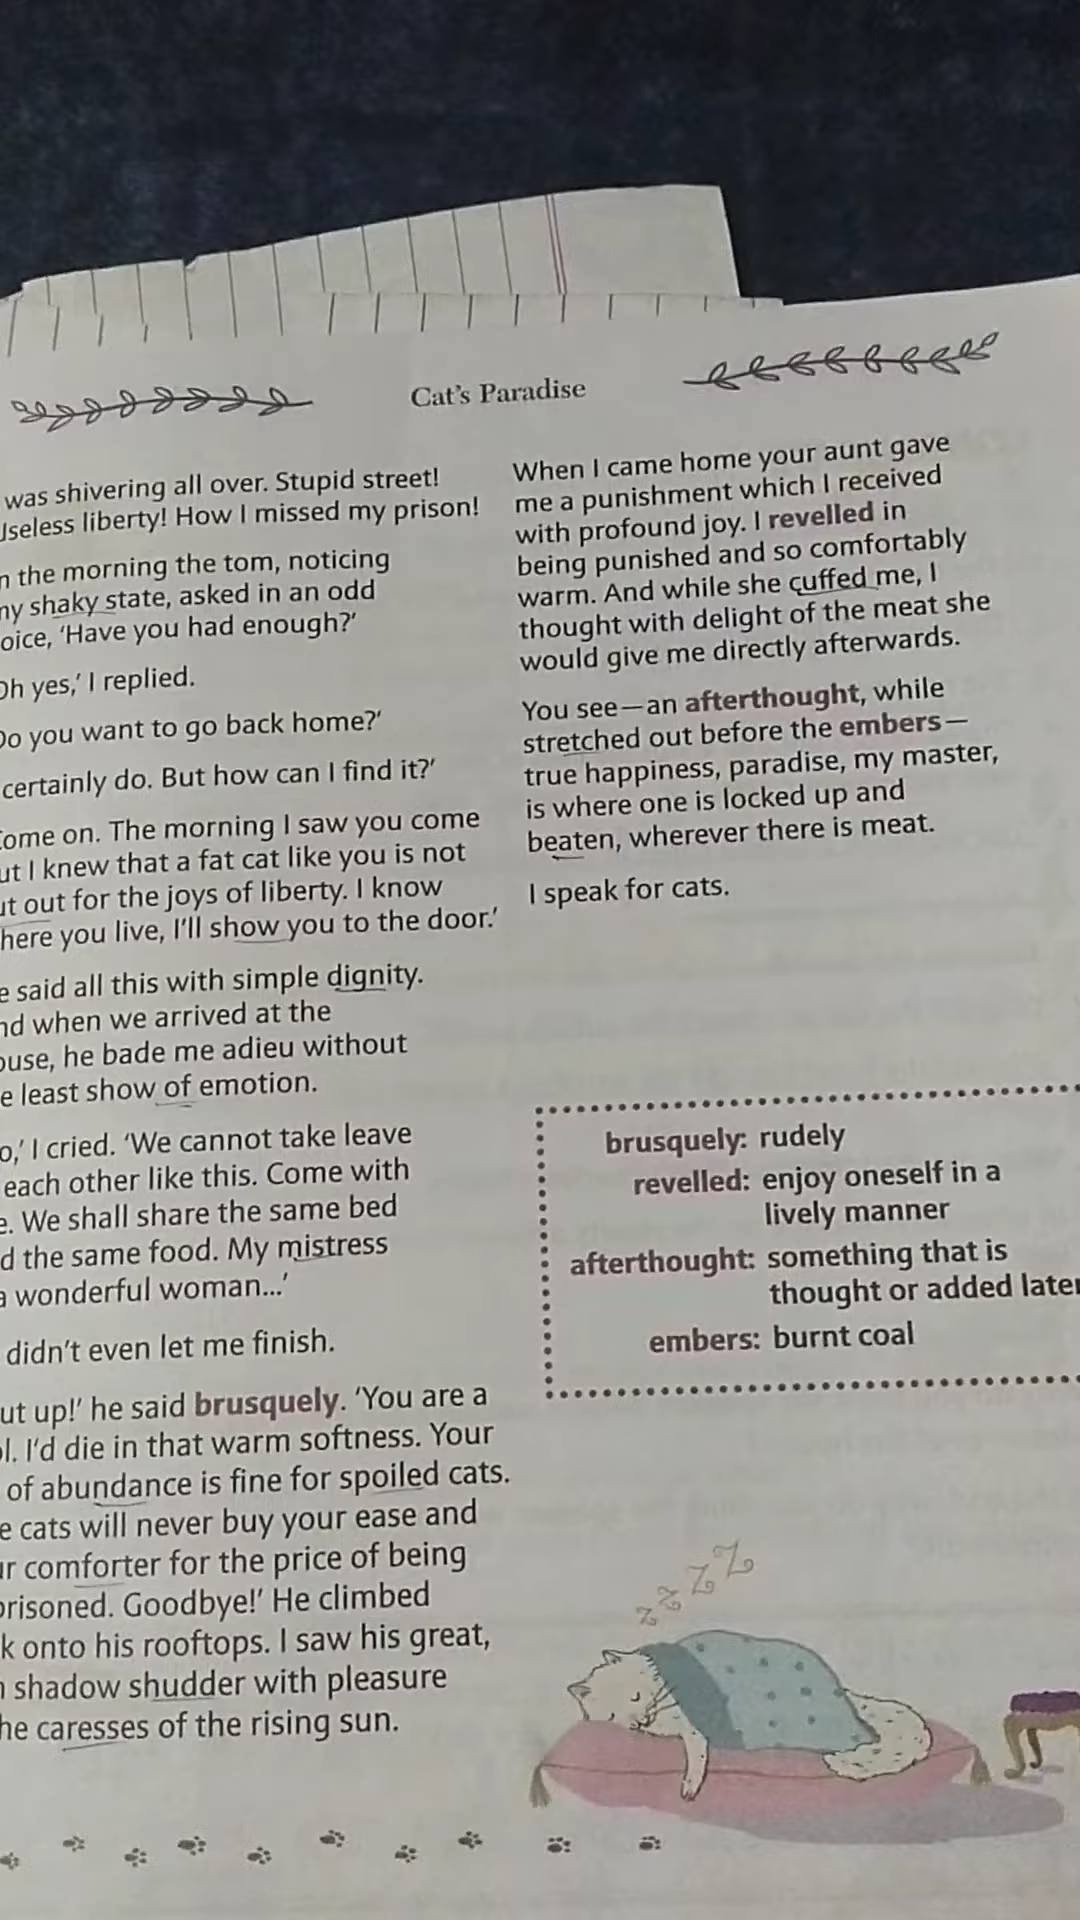 Cat's Paradise
was shivering all over. Stupid street!
Useless liberty! How I missed my prison!
n the morning the tom, noticing
ny shaky state, asked in an odd
oice, 'Have you had enough?'
Oh yes,' I replied.
Do you want to go back home?'
certainly do. But how can I find it?'
Come on. The morning I saw you come
ut I knew that a fat cat like you is not
ut out for the joys of liberty. I know
here you live, I'll show you to the door.'
e said all this with simple dignity.
nd when we arrived at the
ouse, he bade me adieu without
e least show of emotion.
o,' I cried. 'We cannot take leave
each other like this. Come with
e. We shall share the same bed
d the same food. My mistress
a wonderful woman...'
didn't even let me finish.
ut up!' he said brusquely. 'You are a
ol. I'd die in that warm softness. Your
of abundance is fine for spoiled cats.
e cats will never buy your ease and
ur comforter for the price of being
prisoned. Goodbye!' He climbed
k onto his rooftops. I saw his great,
n shadow shudder with pleasure
he caresses of the rising sun.
When I came home your aunt gave
me a punishment which I received
with profound joy. I revelled in
being punished and so comfortably
warm. And while she cuffed me, I
thought with delight of the meat she
would give me directly afterwards.
You see—an afterthought, while
stretched out before the embers—
true happiness, paradise, my master,
is where one is locked up and
beaten, wherever there is meat.
I speak for cats.
brusquely: rudely
revelled: enjoy oneself in a
lively manner
afterthought: something that is
thought or added later
embers: burnt coal
z z Z Z